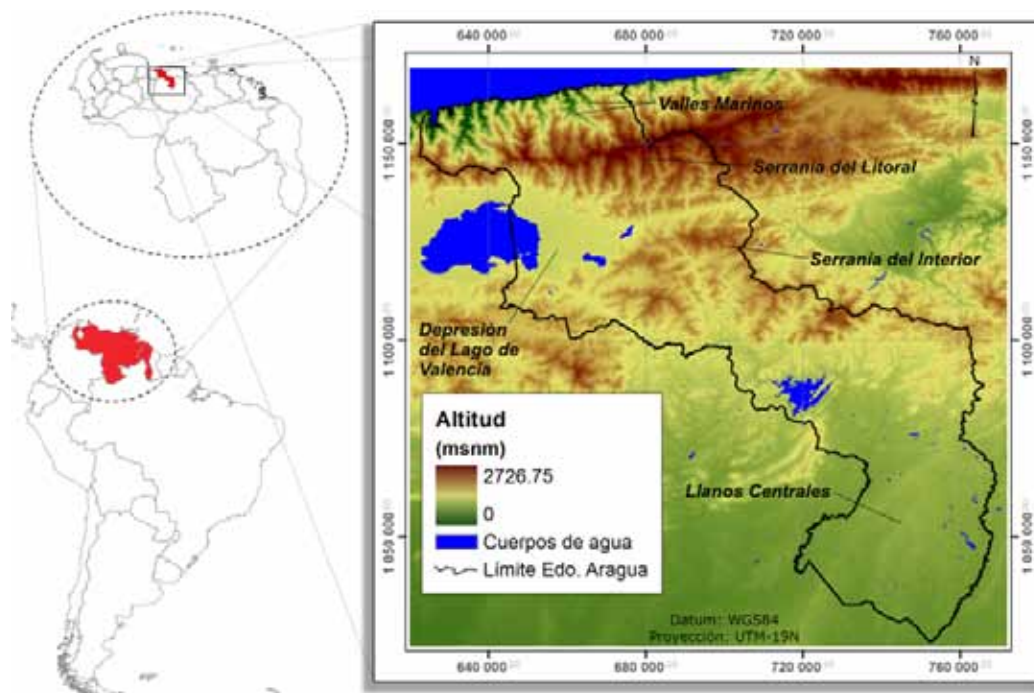 640 000 680 000 720 000 760 000
N
Valles Marinos
1 150 000
1 150 000
Serranía del Litoral
Serranía del Interior
Depresión
del Lago de
Valencia
1 100 000
1 100 000
Altitud
(msnm)
2726.75
0
Cuerpos de agua
Límite Edo. Aragua
Llanos Centrales
1 050 000
1 050 000
Datum: WGS84
Proyección: UTM-19N
640 000 680 000 720 000 760 000